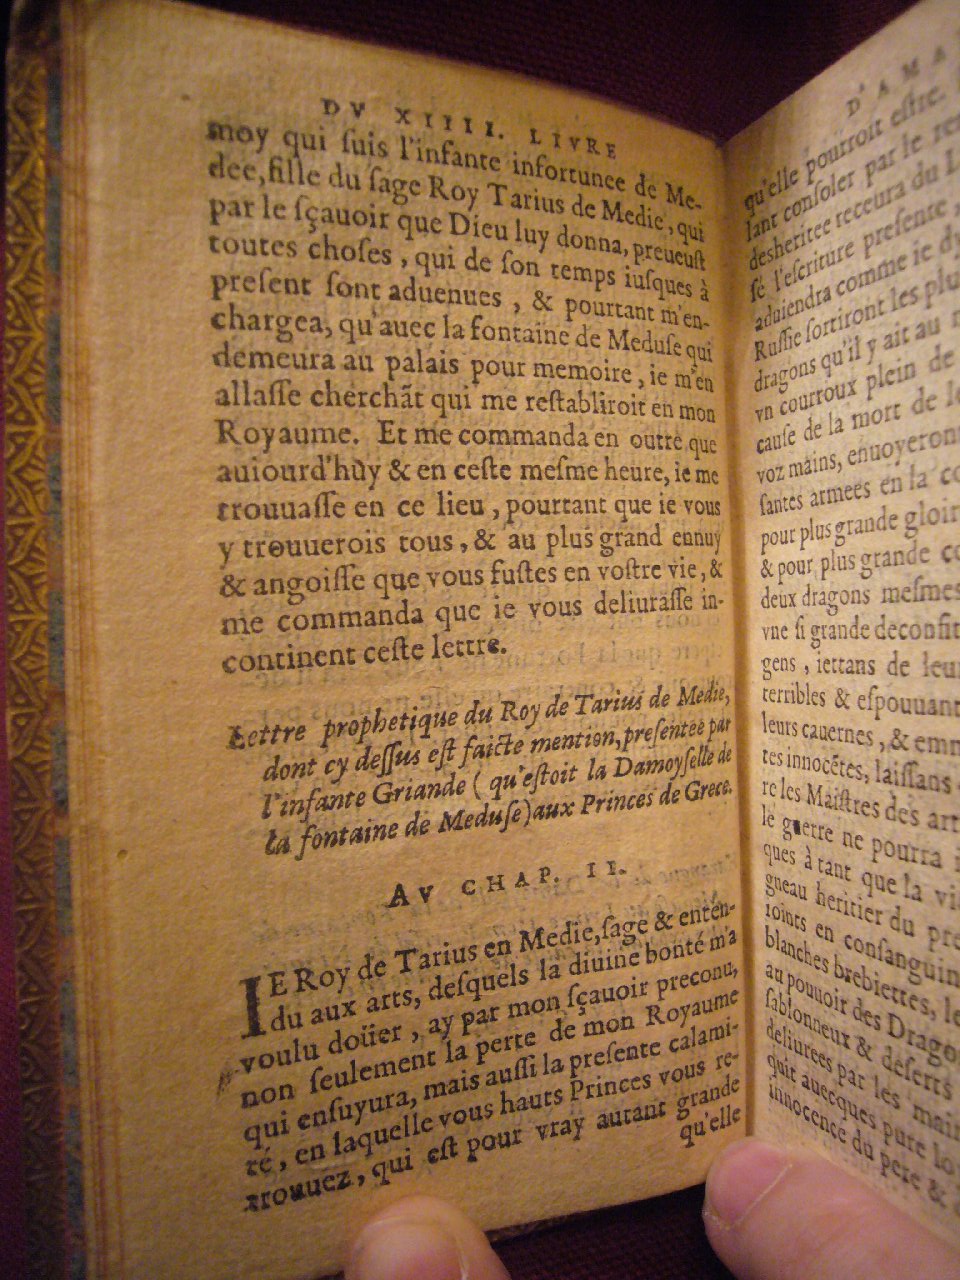 DV XIIII. LIVRE
moy qui ſuis l'infante infortunee de Me-
dee, fille du ſage Roy Tarius de Medie, qui
par le ſçauoir que Dieu luy donna, preueuſt
toutes choſes, qui de ſon temps iuſques à
preſent ſont aduenues, & pourtant m'en-
chargea, qu'auec la fontaine de Meduſe qui
demeura au palais pour memoire, ie m'en
allaſſe cherchãt qui me reſtabliroit en mon
Royaume. Et me commanda en outre que
auiourd'hùy & en ceſte meſme heure, ie me
trouuaſſe en ce lieu, pourtant que ie vous
y trouuerois tous, & au plus grand ennuy
& angoiſſe que vous fuſtes en voſtre vie, &
me commanda que ie vous deliuraſſe in-
continent ceſte lettre.
Lettre prophetique du Roy de Tarius de Medie,
dont cy deſſus eſt faicte mention, preſentee par
l'infante Griande (qu'eſtoit la Damoyſelle de
la fontaine de Meduſe) aux Princes de Grece.
AV CHAP. II.
IE Roy de Tarius en Medie, ſage & enten-
du aux arts, deſquels la diuine bonté m'a
voulu doüer, ay par mon ſçauoir preconu,
non ſeulement la perte de mon Royaume
qui enſuyura, mais auſſi la preſente calami-
té, en laquelle vous hauts Princes vous re-
trouuez, qui eſt pour vray autant grande
qu'elle
D'AMA
qu'elle pourroit eſtre.
lant conſoler par le
desheritee receura du
ſé l'eſcriture preſente,
aduiendra comme ie
Ruſſie ſortiront les
dragons qu'il y ait au
vn courroux plein de
cauſe de la mort de
voz mains, enuoyeront
ſantes armees en la
pour plus grande
& pour plus grande
deux dragons meſmes
vne ſi grande
gens, iettans de leur
terribles &
leurs cauernes, &
tes innocẽtes, laiſſans
re les Maiſtres des
le guerre ne pourra
ques à tant que la
gneau heritier du
ioints en
blanches brebiettes,
au pouuoir des
ſablonneux & deſerts
deliurees par les
quit auecques pure
innocence du pere &